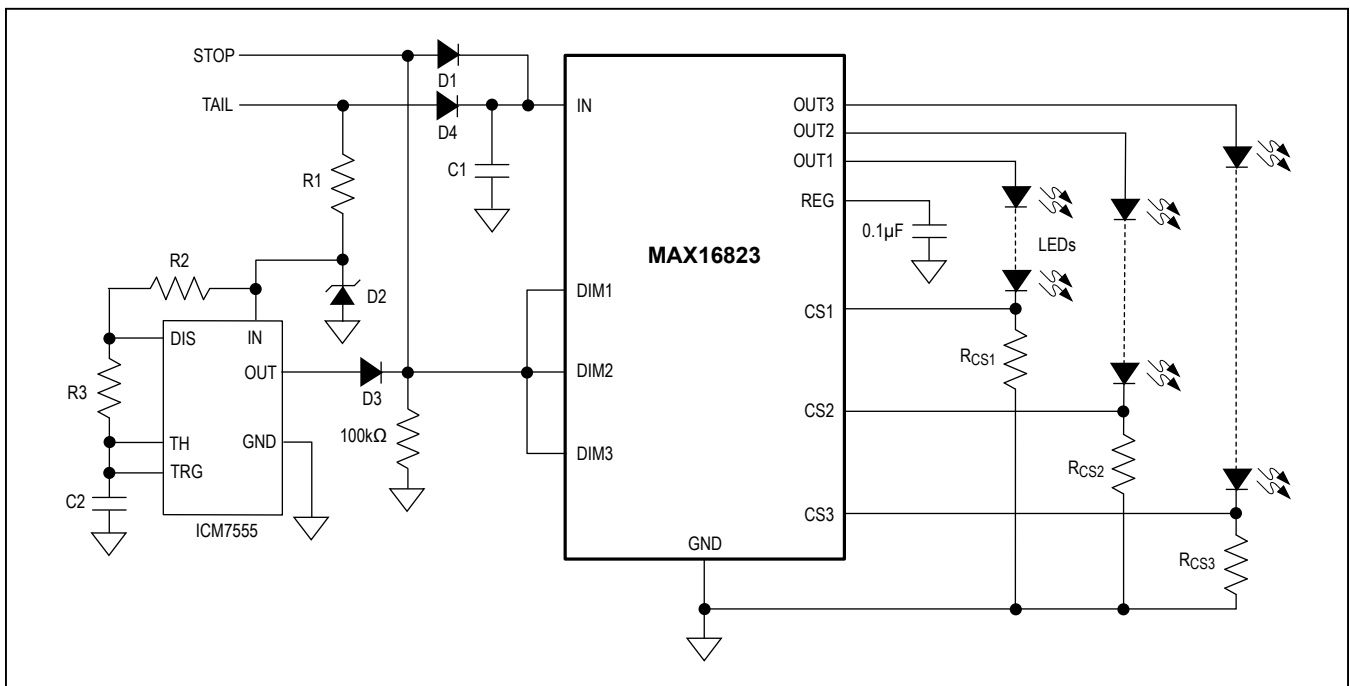 STOP
D1
TAIL
D4
IN
OUT3
OUT2
OUT1
C1
R1
REG
0.1µF
LEDs
MAX16823
R2
D2
DIM1
CS1
DIS
IN
RCS1
OUT
D3
DIM2
R3
CS2
100kΩ
TH
GND
DIM3
TRG
RCS2
C2
CS3
ICM7555
GND
RCS3